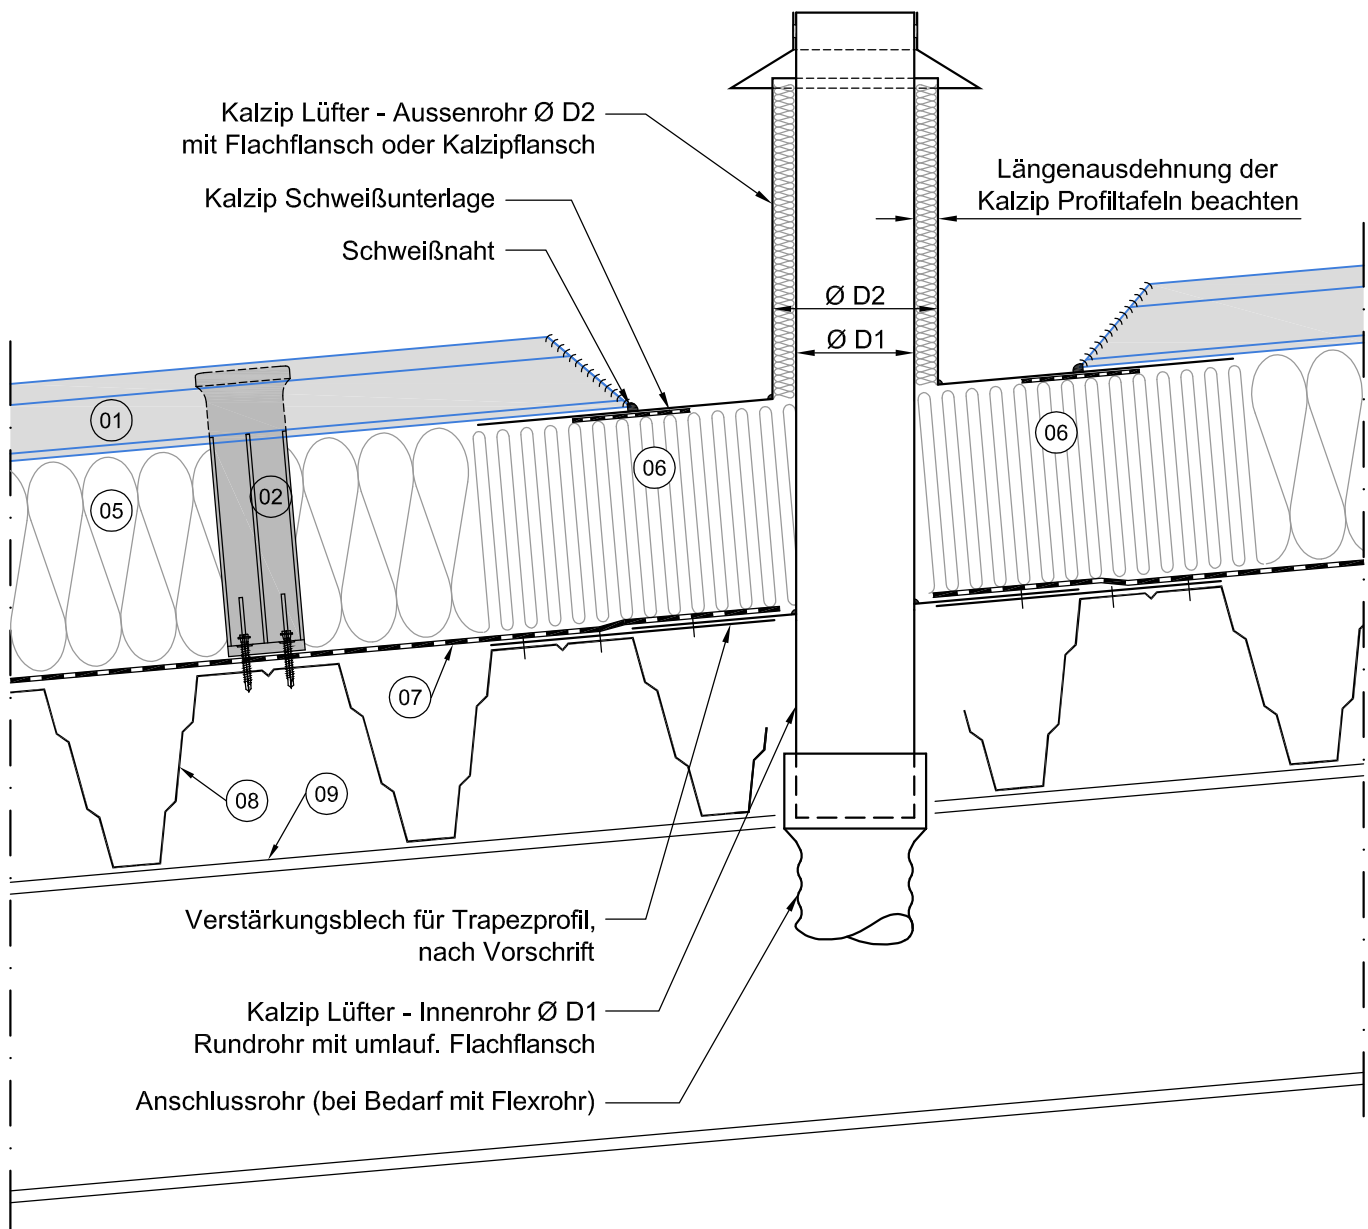 Kalzip Lüfter - Aussenrohr Ø D2
mit Flachflansch oder Kalzipflansch
Kalzip Schweißunterlage
Schweißnaht
Längenausdehnung der
Kalzip Profiltafeln beachten
Ø D2
Ø D1
01
02
05
06
06
07
08
09
Verstärkungsblech für Trapezprofil,
nach Vorschrift
Kalzip Lüfter - Innenrohr Ø D1
Rundrohr mit umlauf. Flachflansch
Anschlussrohr (bei Bedarf mit Flexrohr)